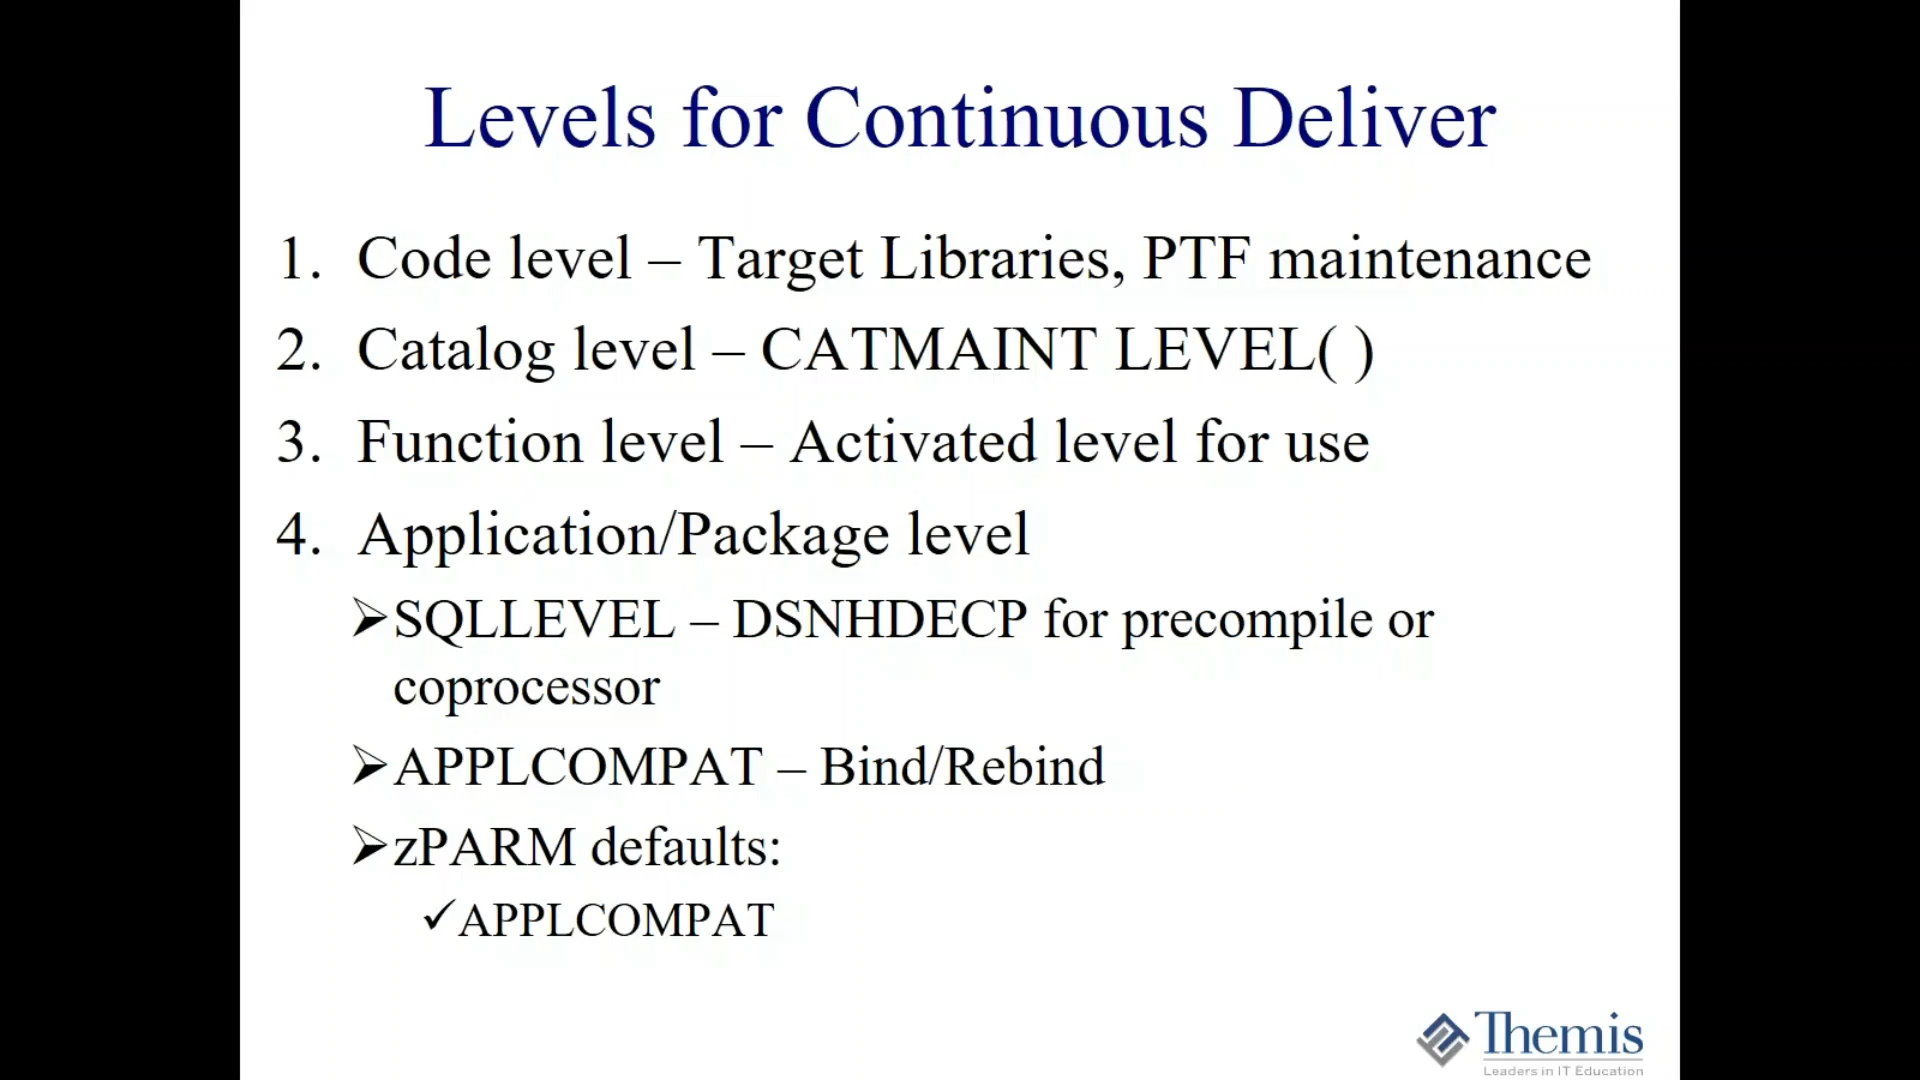 Levels for Continuous Deliver
1. Code level – Target Libraries, PTF maintenance
2. Catalog level – CATMAINT LEVEL( )
3. Function level – Activated level for use
4. Application/Package level
➢SQLLEVEL – DSNHDECP for precompile or
coprocessor
➢APPLCOMPAT – Bind/Rebind
➢zPARM defaults:
✓APPLCOMPAT
Themis
Leaders in IT Education